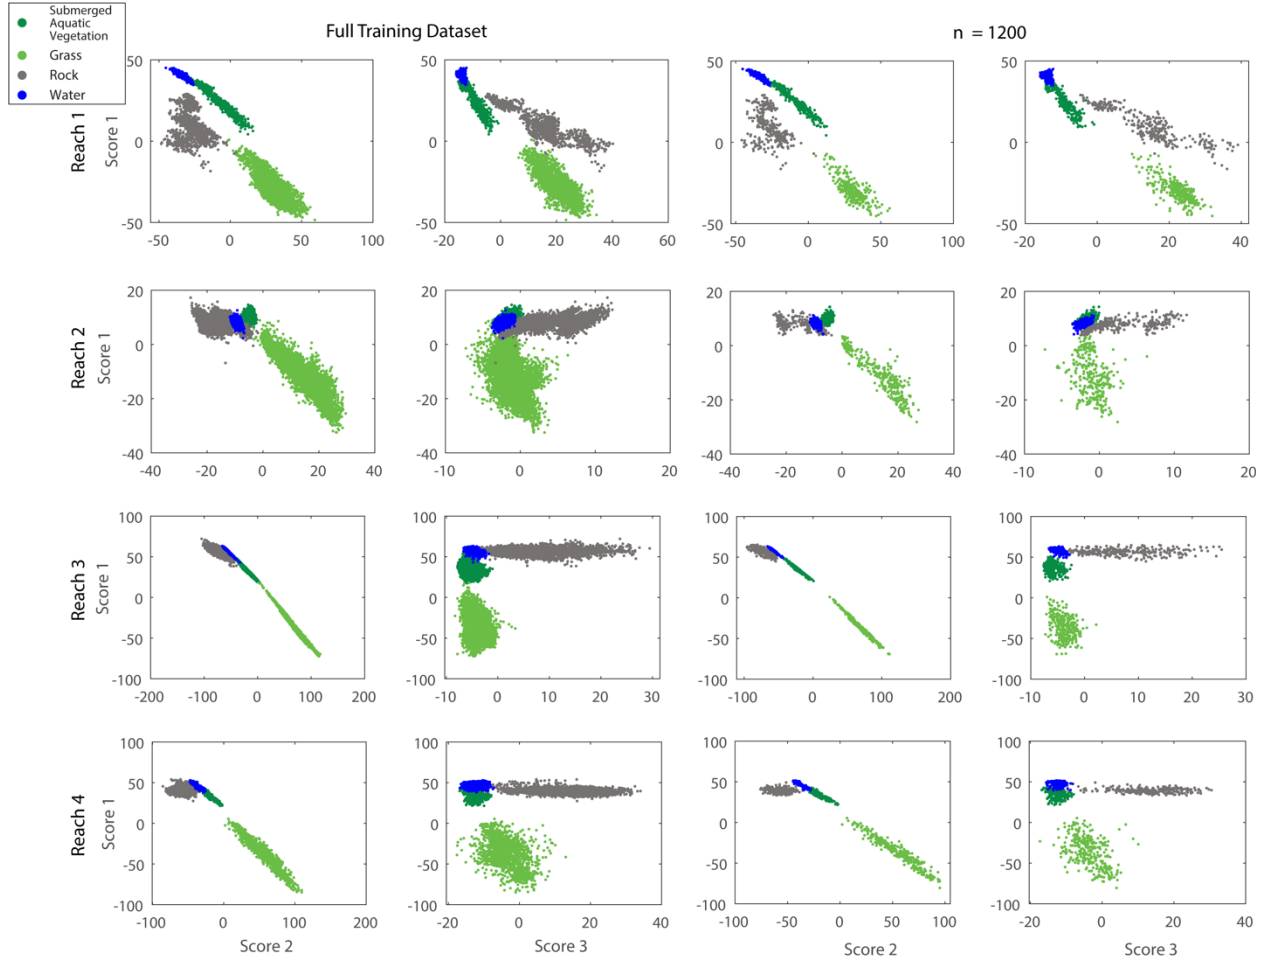 Submerged
Aquatic
Vegetation
Grass
Rock
Water
Full Training Dataset
n = 1200
Reach 1
Score 1
50
0
-50
-50 0 50 100
50
0
-50
-20 0 20 40 60
50
0
-50
-50 0 50 100
50
0
-50
-20 0 20 40
Reach 2
Score 1
20
0
-20
-40
-40 -20 0 20 40
20
0
-20
-40
-10 0 10 20
20
0
-20
-40
-40 -20 0 20 40
20
0
-20
-40
-10 0 10 20
Reach 3
Score 1
100
50
0
-50
-100
-200 -100 0 100 200
100
50
0
-50
-100
-10 0 10 20 30
100
50
0
-50
-100
-100 0 100 200
100
50
0
-50
-100
-10 0 10 20 30
Reach 4
Score 1
100
50
0
-50
-100
-100 0 100 200
100
50
0
-50
-100
-20 0 20 40
100
50
0
-50
-100
-100 -50 0 50 100
100
50
0
-50
-100
-20 0 20 40
Score 2
Score 3
Score 2
Score 3